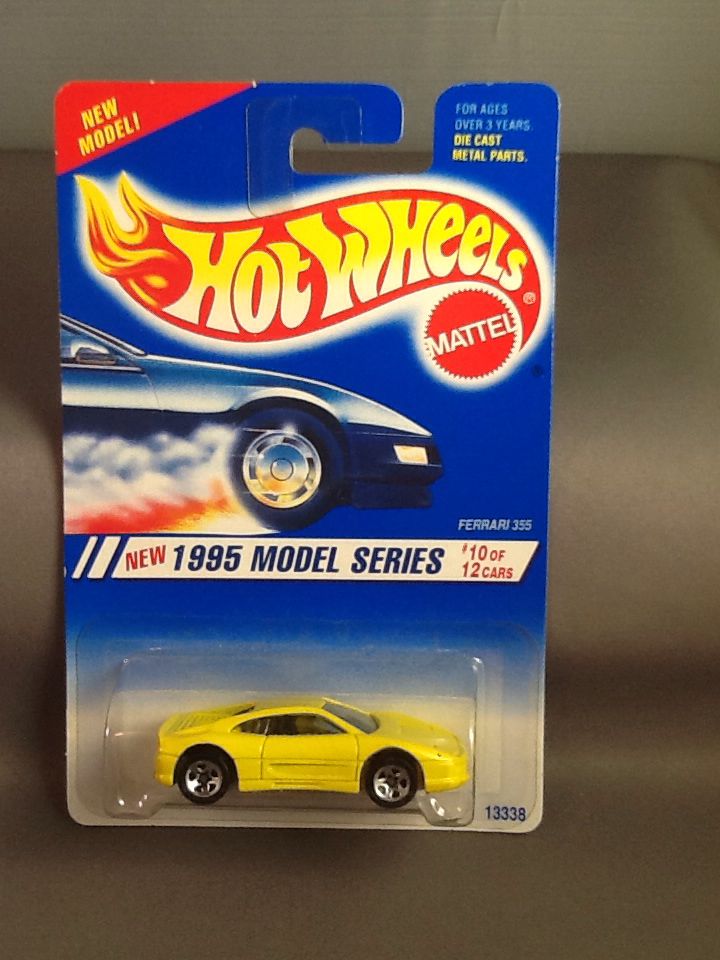 NEW
MODEL!
FOR AGES
OVER 3 YEARS.
DIE CAST
METAL PARTS.
HOT WHEELS®
MATTEL
FERRARI 355
NEW 1995 MODEL SERIES
#10 OF
12 CARS
13338